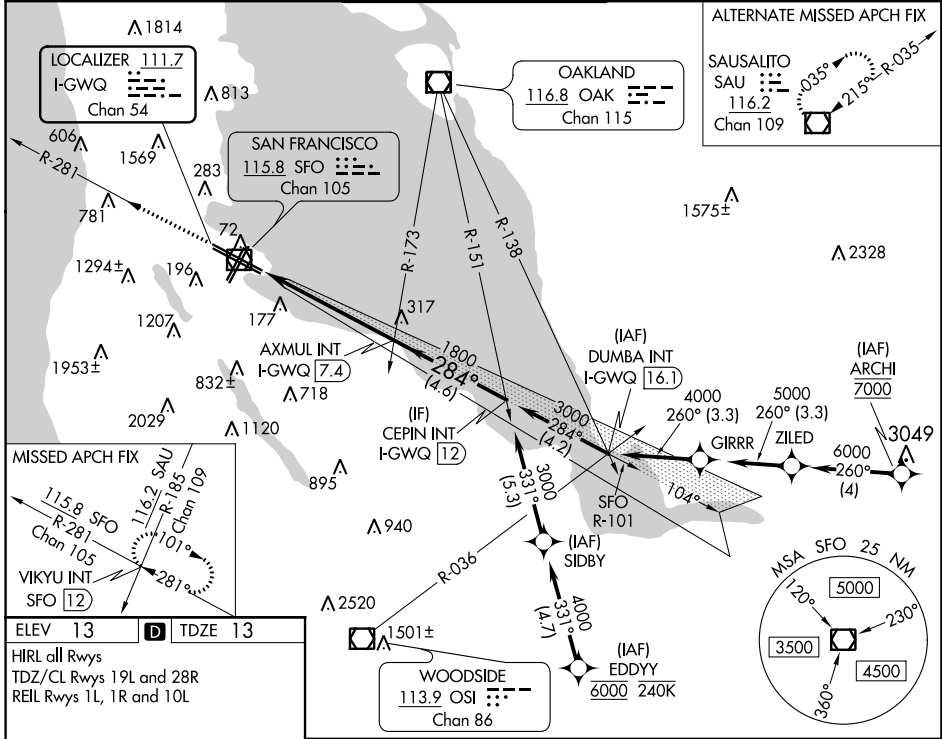 1814
LOCALIZER 111.7
I-GWQ
Chan 54
813
606
1569
R-281
283
781
SAN FRANCISCO
115.8 SFO
Chan 105
72
1294±
196
177
1207
1953±
832±
718
2029
1120
895
940
2520
1501±
OAKLAND
116.8 OAK
Chan 115
R-173
R-151
R-138
ALTERNATE MISSED APCH FIX
SAUSALITO
SAU
116.2
Chan 109
035°
215°
R-035
1575±
2328
317
AXMUL INT
I-GWQ 7.4
1800
284°
(4.6)
(IF)
CEPIN INT
I-GWQ 12
3000
284°
(4.2)
(IAF)
DUMBA INT
I-GWQ 16.1
4000
260° (3.3)
GIRRR
5000
260° (3.3)
ZILED
(IAF)
ARCHI
7000
3049
6000
260°
(4)
104°
SFO
R-101
3000
331°
(5.3)
(IAF)
SIDBY
R-036
4000
331°
(4.7)
(IAF)
EDDYY
6000 240K
WOODSIDE
113.9 OSI
Chan 86
MISSED APCH FIX
115.8 SFO
R-281
Chan 105
116.2 SAU
R-185
Chan 109
101°
281°
VIKYU INT
SFO 12
ELEV 13 D TDZE 13
HIRL all Rwys
TDZ/CL Rwys 19L and 28R
REIL Rwys 1L, 1R and 10L
MSA SFO 25 NM
120°
5000
230°
3500
4500
360°